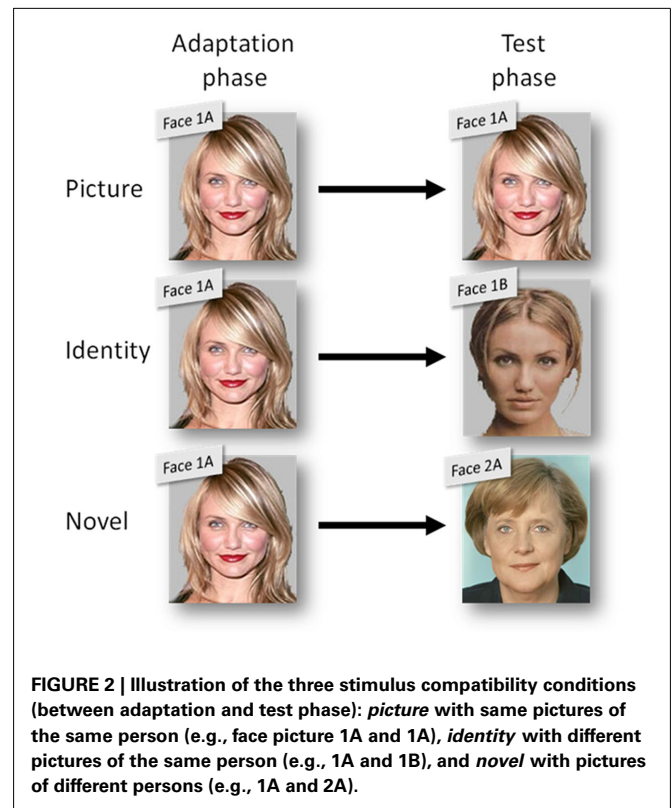 Adaptation phase
Test phase
Picture
Face 1A
Face 1A
Identity
Face 1A
Face 1B
Novel
Face 1A
Face 2A
FIGURE 2 | Illustration of the three stimulus compatibility conditions
(between adaptation and test phase): picture with same pictures of
the same person (e.g., face picture 1A and 1A), identity with different
pictures of the same person (e.g., 1A and 1B), and novel with pictures
of different persons (e.g., 1A and 2A).